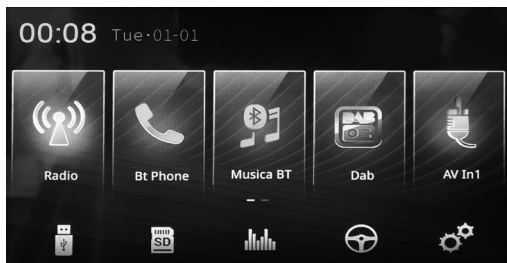 00:08 Tue·01-01
DAB
Radio Bt Phone Musica BT Dab AV In1
SD